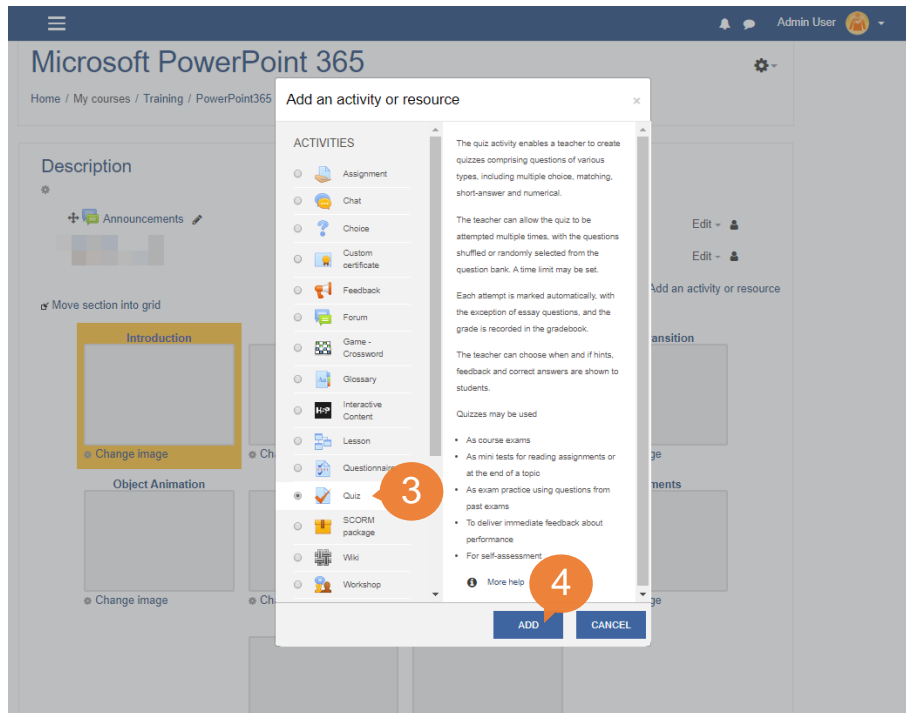 Admin User
Microsoft PowerPoint 365
Home / My courses / Training / PowerPoint365
Add an activity or resource
×
ACTIVITIES
Assignment
Chat
Choice
Custom
certificate
Feedback
Forum
Game -
Crossword
Glossary
H5P
Interactive
Content
Lesson
Questionnaire
Quiz
3
SCORM
package
Wiki
Workshop
The quiz activity enables a teacher to create
quizzes comprising questions of various
types, including multiple choice, matching,
short-answer and numerical.
The teacher can allow the quiz to be
attempted multiple times, with the questions
shuffled or randomly selected from the
question bank. A time limit may be set.
Each attempt is marked automatically, with
the exception of essay questions, and the
grade is recorded in the gradebook.
The teacher can choose when and if hints,
feedback and correct answers are shown to
students.
Quizzes may be used
• As course exams
• As mini tests for reading assignments or
at the end of a topic
• As exam practice using questions from
past exams
• To deliver immediate feedback about
performance
• For self-assessment
More help
4
ADD
CANCEL
Description
Announcements
Edit
Edit
Add an activity or resource
Move section into grid
Introduction
Change image
Object Animation
Change image